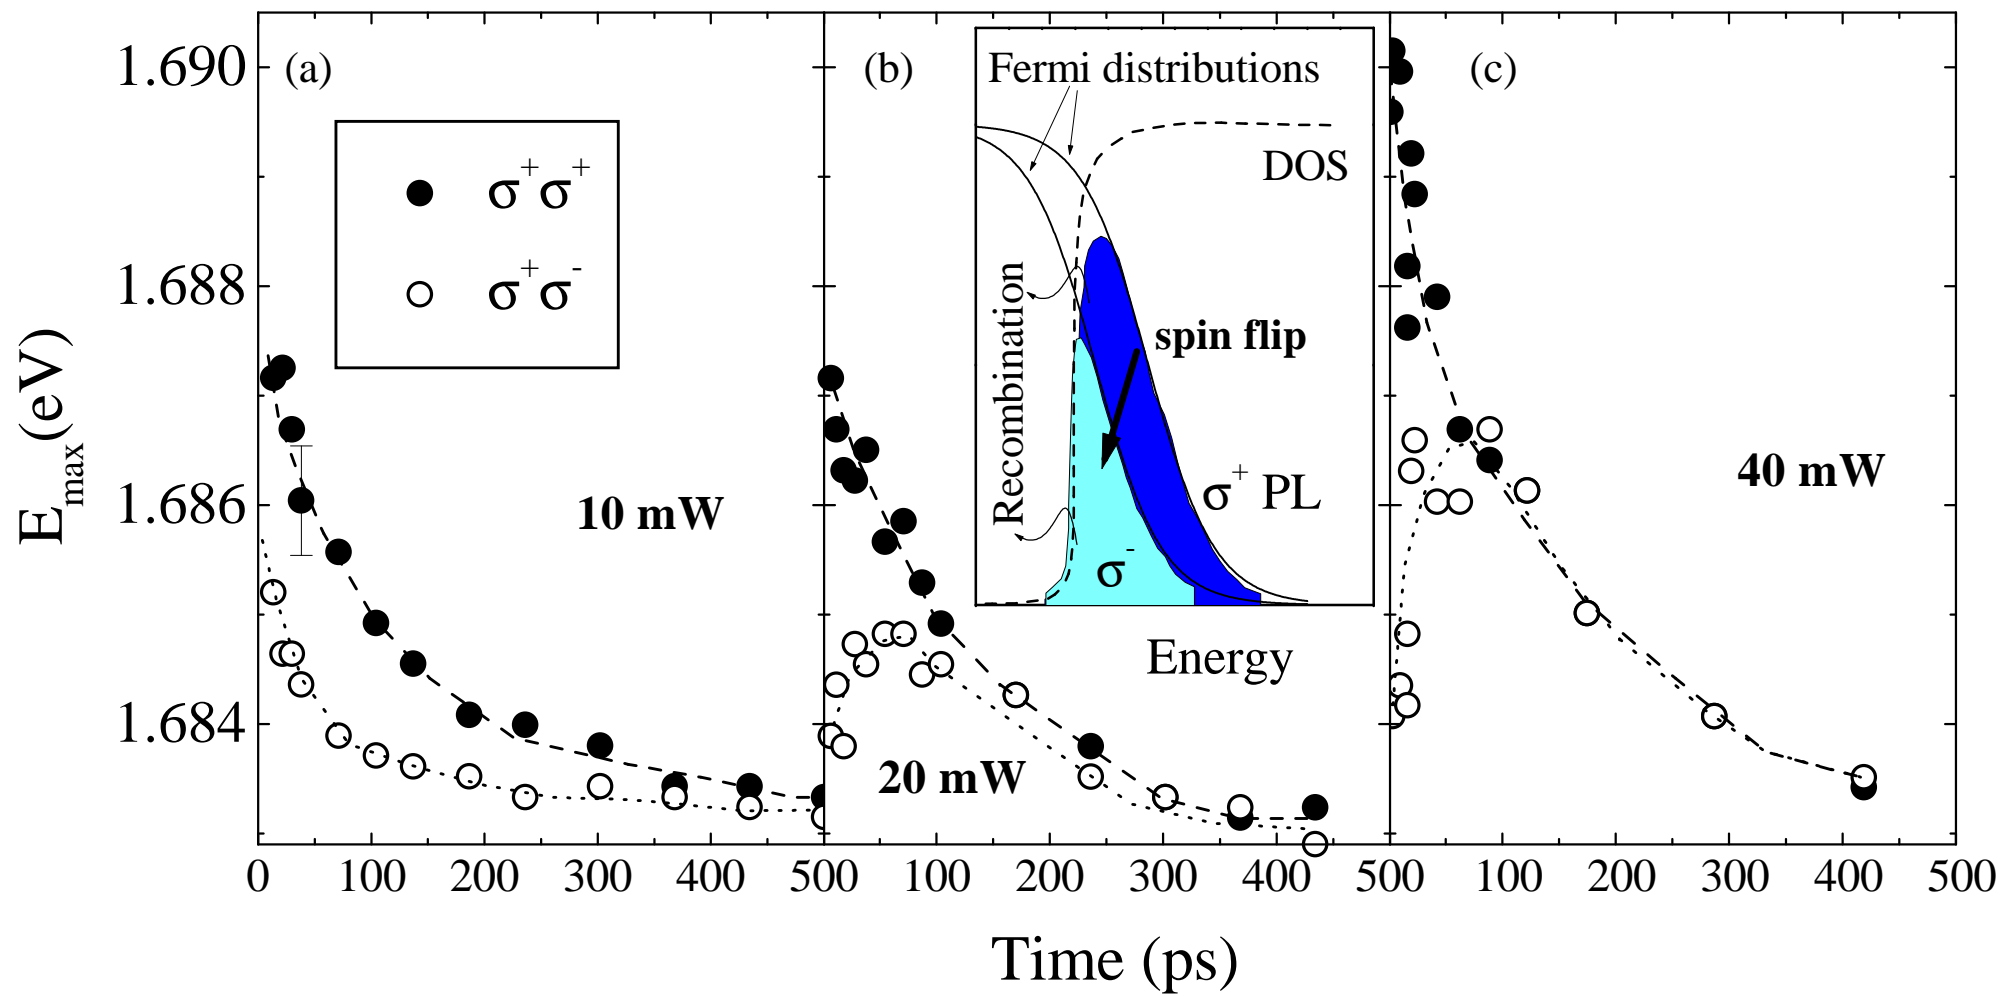 (a)
(b)
(c)
1.690
1.688
1.686
1.684
E_max (eV)
σ⁺σ⁺
σ⁺σ⁻
10 mW
20 mW
40 mW
Fermi distributions
DOS
Recombination
spin flip
σ⁺ PL
σ⁻
Energy
0 100 200 300 400 500 100 200 300 400 500 100 200 300 400 500
Time (ps)